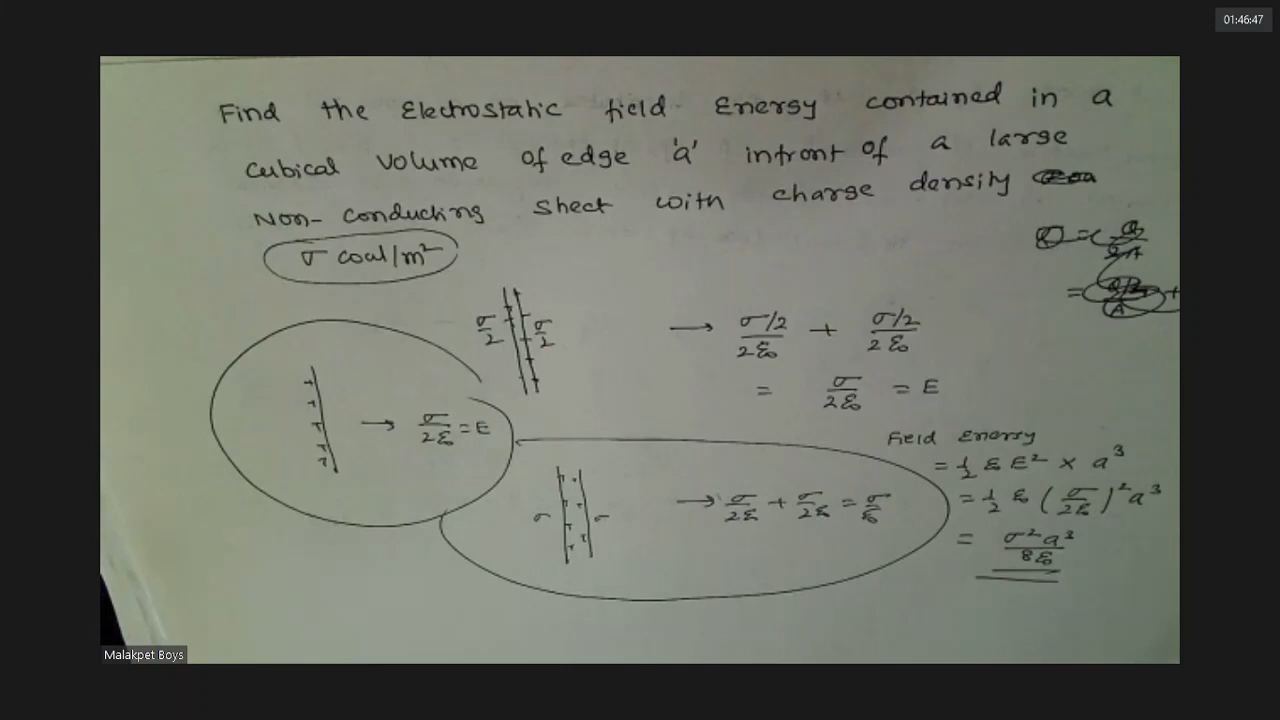 01:46:47
Find the Electrostatic field Energy contained in a
cubical volume of edge 'a' infront of a large
Non-conducting sheet with charge density
σ coul/m²
σ/2 σ/2 → (σ/2)/(2ε₀) + (σ/2)/(2ε₀)
= σ/(2ε₀) = E
→ σ/(2ε₀) = E
Field Energy
= ½ ε E² × a³
σ σ → σ/(2ε) + σ/(2ε) = σ/ε₀
= ½ ε (σ/(2ε))² a³
= σ²a³/(8ε₀)
Malakpet Boys